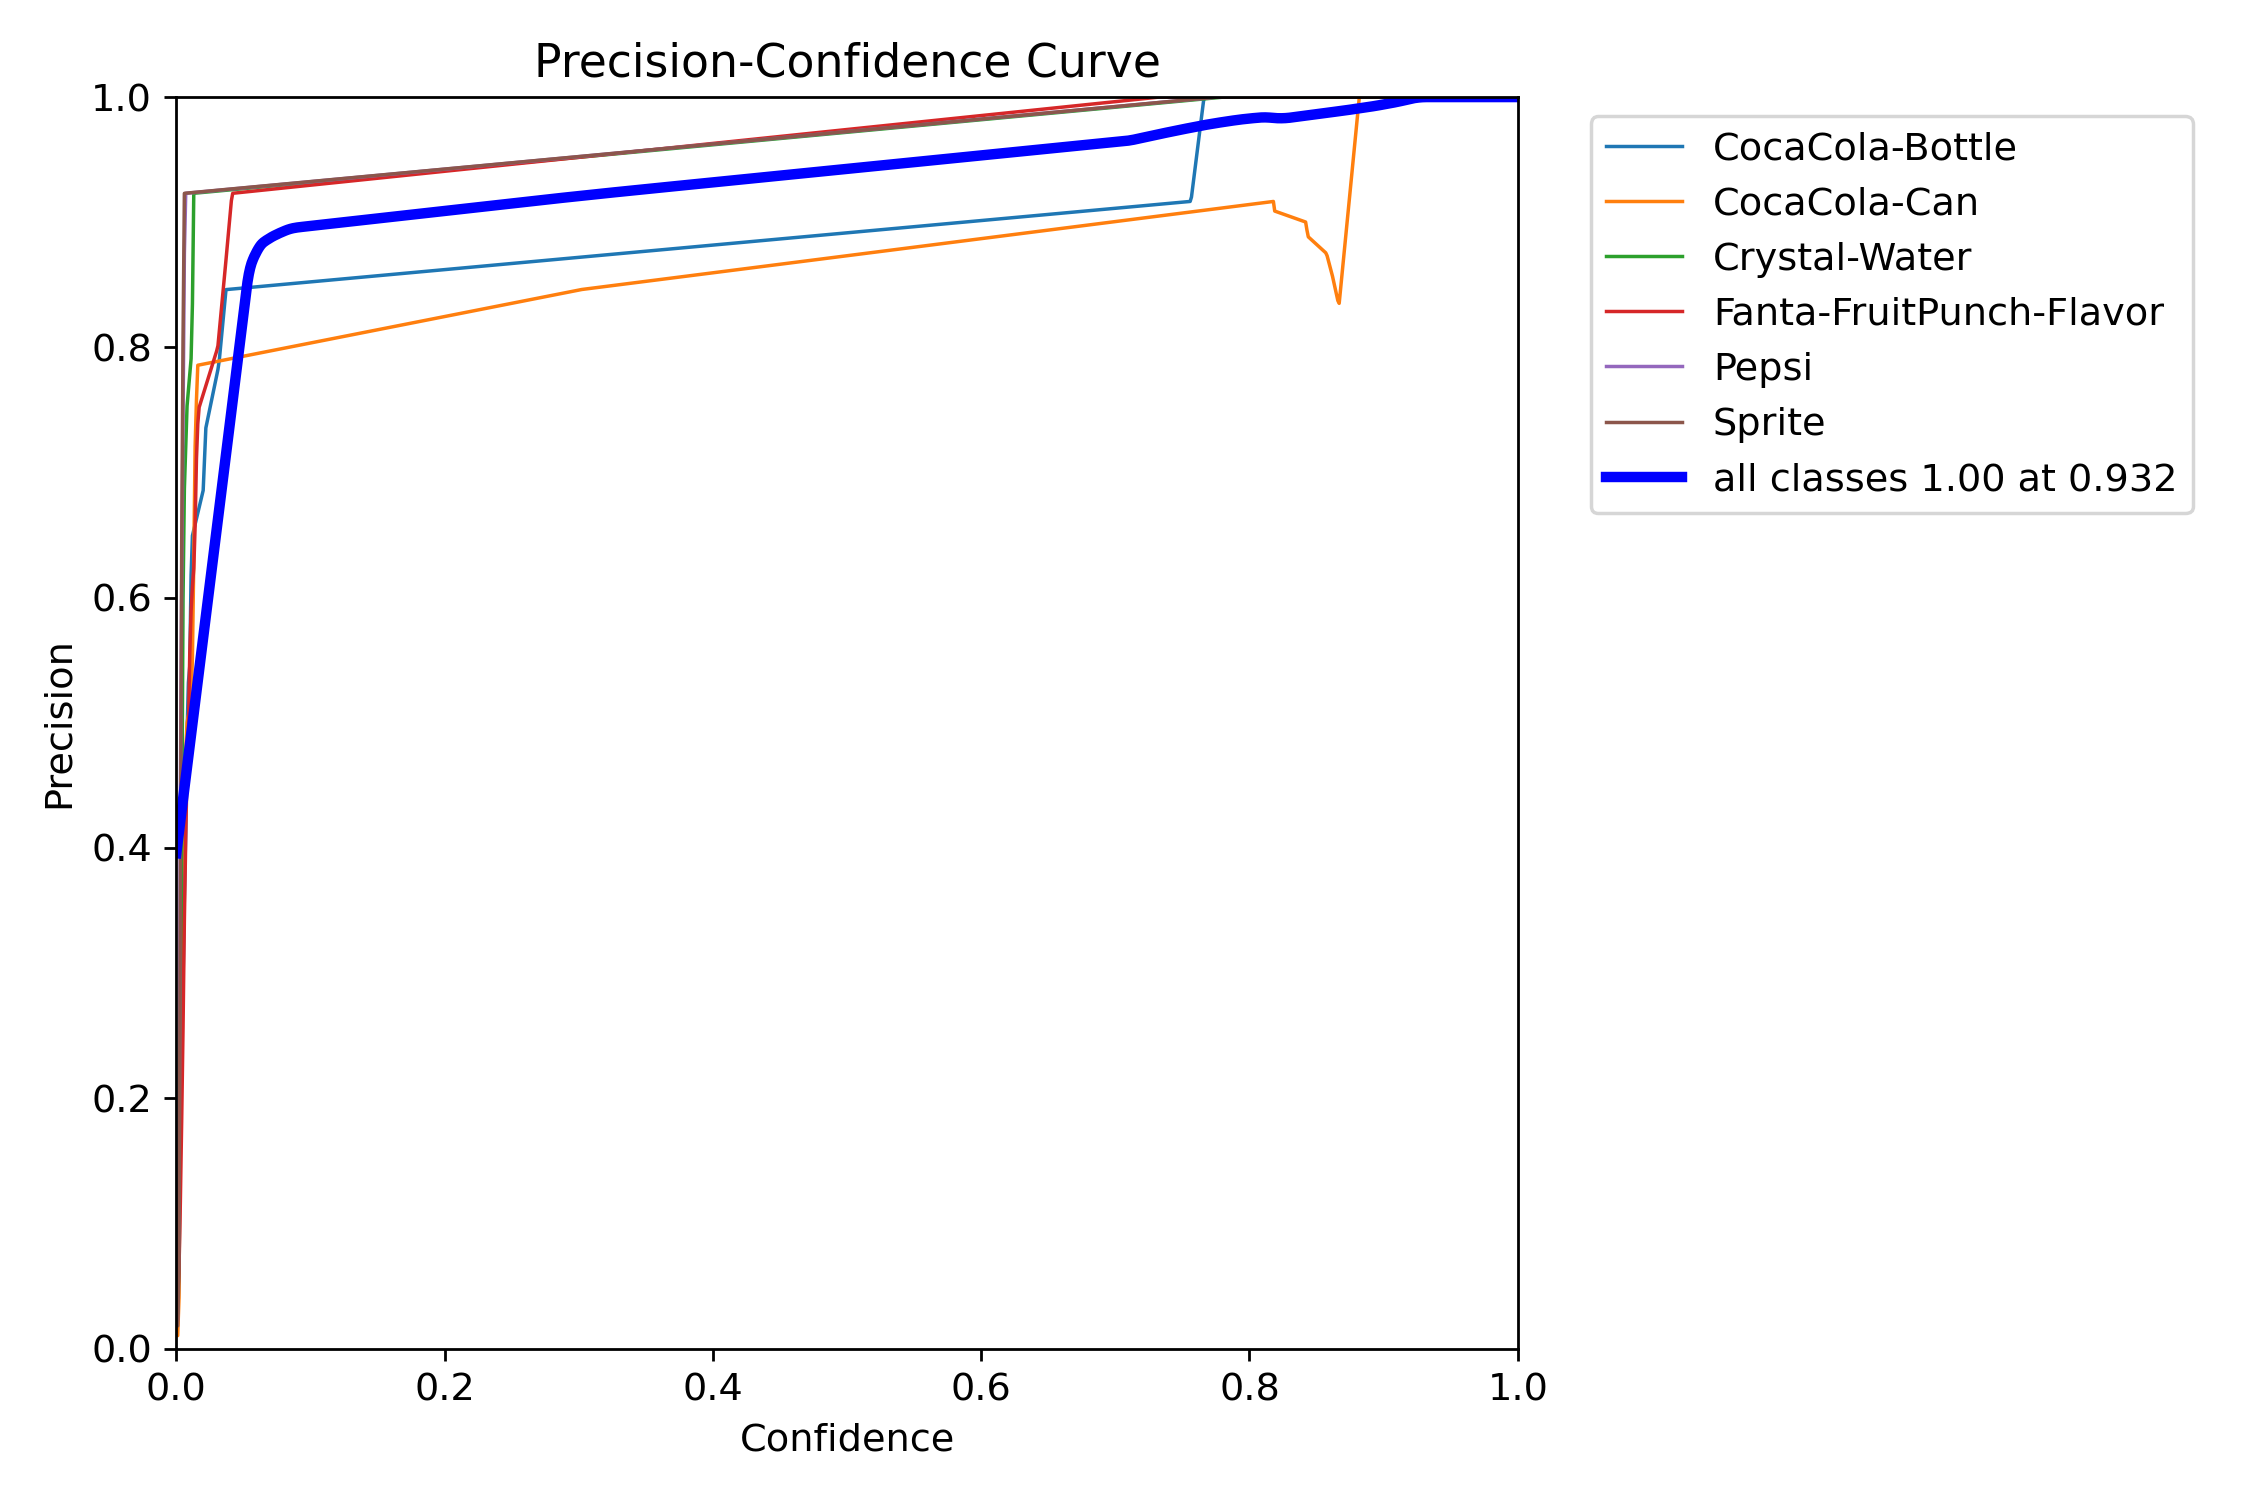 Precision-Confidence Curve
1.0
0.8
0.6
0.4
0.2
0.0
Precision
0.0 0.2 0.4 0.6 0.8 1.0
Confidence
CocaCola-Bottle
CocaCola-Can
Crystal-Water
Fanta-FruitPunch-Flavor
Pepsi
Sprite
all classes 1.00 at 0.932